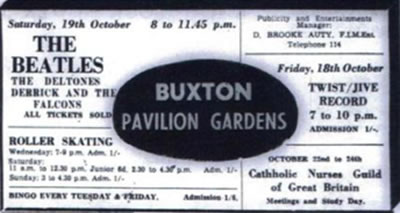 Saturday, 19th October 8 to 11.45 p.m.
THE
BEATLES
THE DELTONES
DERRICK AND THE
FALCONS
ALL TICKETS SOLD
ROLLER SKATING
Wednesday: 7-9 p.m. Adm. 1/-
Saturday:
11 a.m. to 12.30 p.m. Junior 6d. 2.30 to 4.30 p.m. Adm. 1/-
Sunday: 3 to 4.30 p.m. Adm. 1/-.
BINGO EVERY TUESDAY & FRIDAY. Admission 1/6.
BUXTON
PAVILION GARDENS
Publicity and Entertainments
Manager:
D. BROOKE AUTY, F.I.M.Ent.
Telephone 114
Friday, 18th October
TWIST/JIVE
RECORD
7 to 10 p.m.
ADMISSION 1/-.
OCTOBER 22nd to 24th
Cathholic Nurses Guild
of Great Britain
Meetings and Study Day.